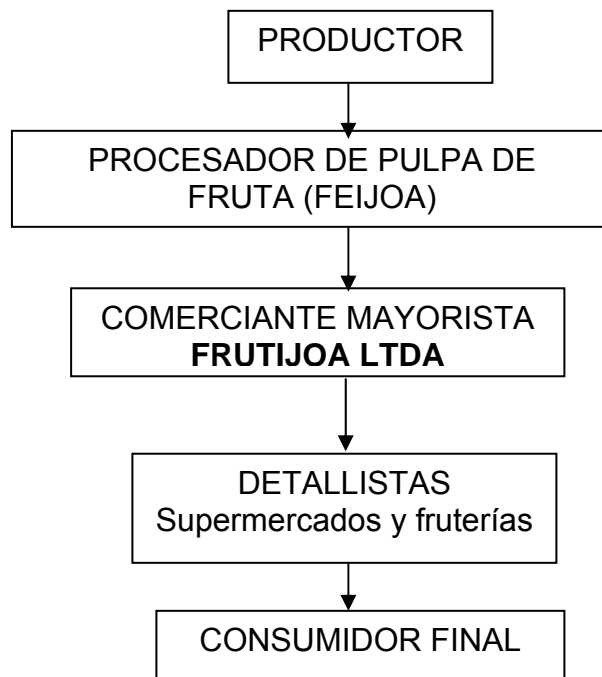 PRODUCTOR
PROCESADOR DE PULPA DE
FRUTA (FEIJOA)
COMERCIANTE MAYORISTA
FRUTIJOA LTDA
DETALLISTAS
Supermercados y fruterías
CONSUMIDOR FINAL